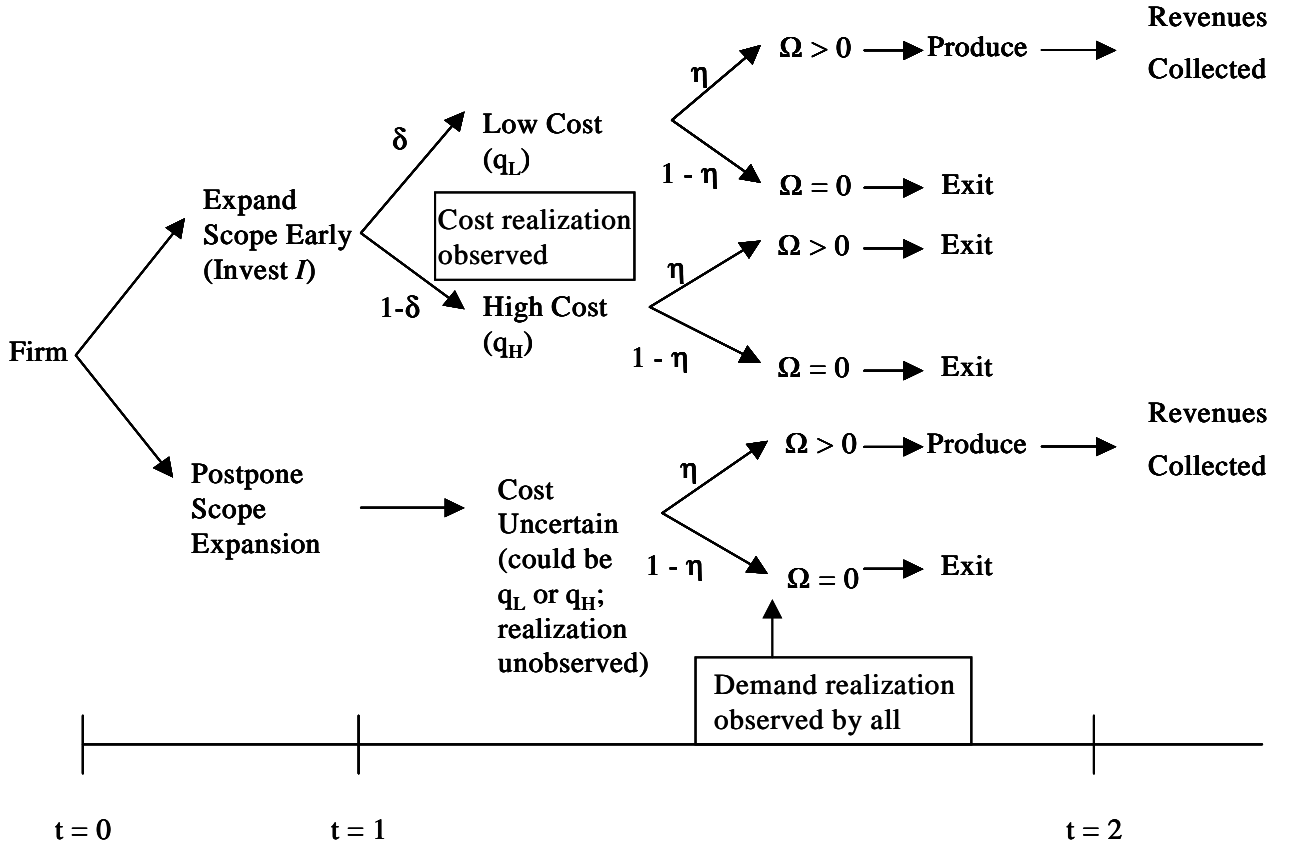 Revenues
Collected
Ω > 0
Produce
η
Low Cost
(qL)
δ
1 - η
Ω = 0
Exit
Expand
Scope Early
(Invest I)
Cost realization
observed
Ω > 0
Exit
η
1-δ
High Cost
(qH)
1 - η
Ω = 0
Exit
Firm
Revenues
Collected
Ω > 0
Produce
η
Postpone
Scope
Expansion
Cost
Uncertain
(could be
qL or qH;
realization
unobserved)
1 - η
Ω = 0
Exit
Demand realization
observed by all
t = 0
t = 1
t = 2